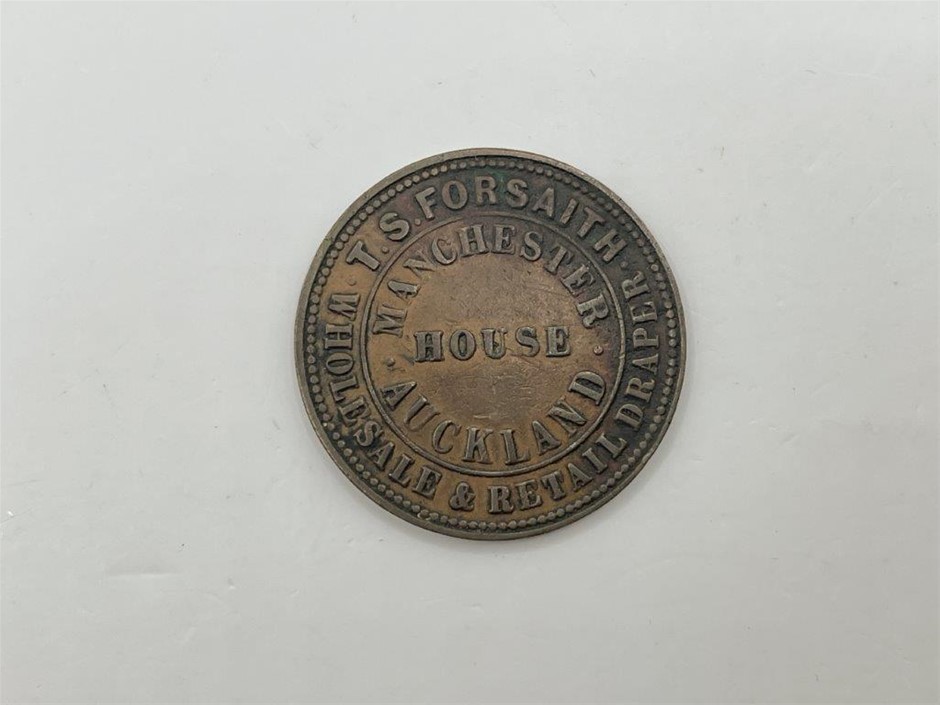 T.S.FORSAITH.
WHOLESALE & RETAIL DRAPER.
MANCHESTER
HOUSE
AUCKLAND